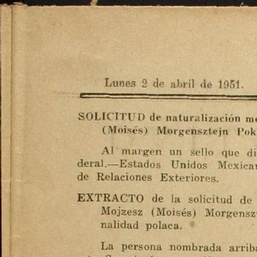 Lunes 2 de abril de 1951.
SOLICITUD de naturalización me
(Moisés) Morgensztejn Pok
Al margen un sello que di
deral.—Estados Unidos Mexica
de Relaciones Exteriores.
EXTRACTO de la solicitud de
Mojzesz (Moisés) Morgensz
nalidad polaca.
La persona nombrada arriba